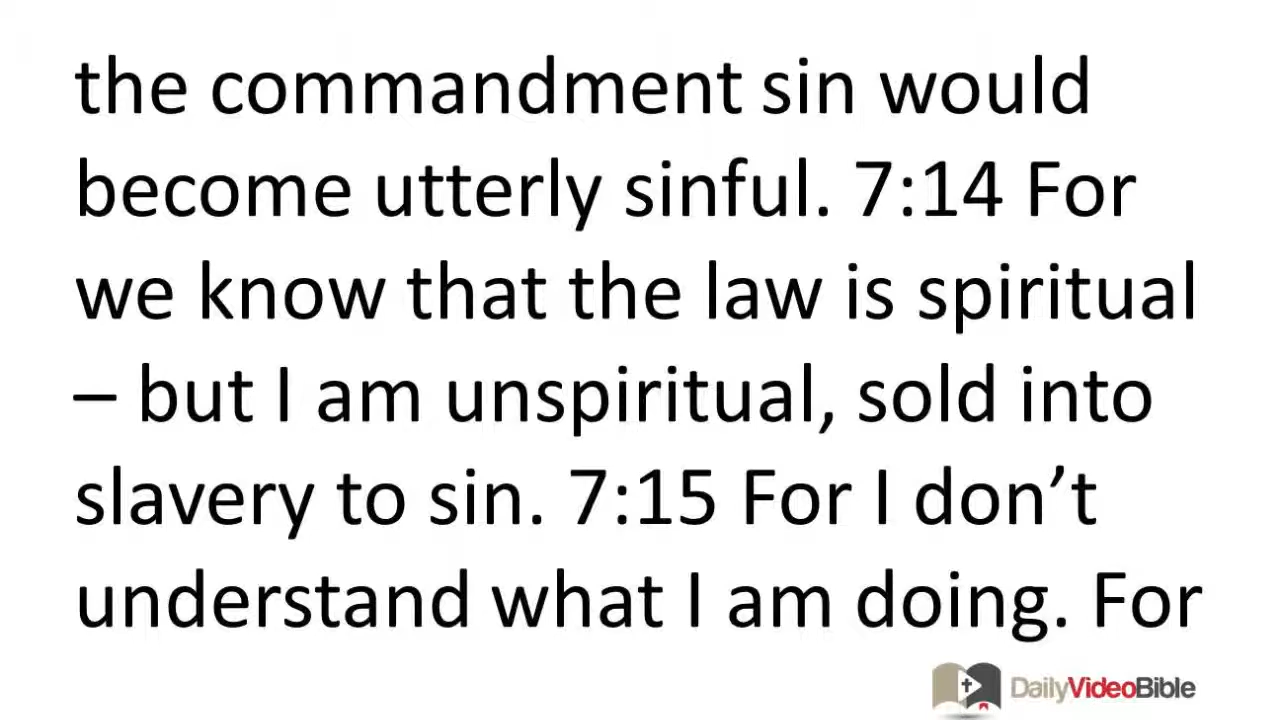 the commandment sin would
become utterly sinful. 7:14 For
we know that the law is spiritual
– but I am unspiritual, sold into
slavery to sin. 7:15 For I don’t
understand what I am doing. For
DailyVideoBible